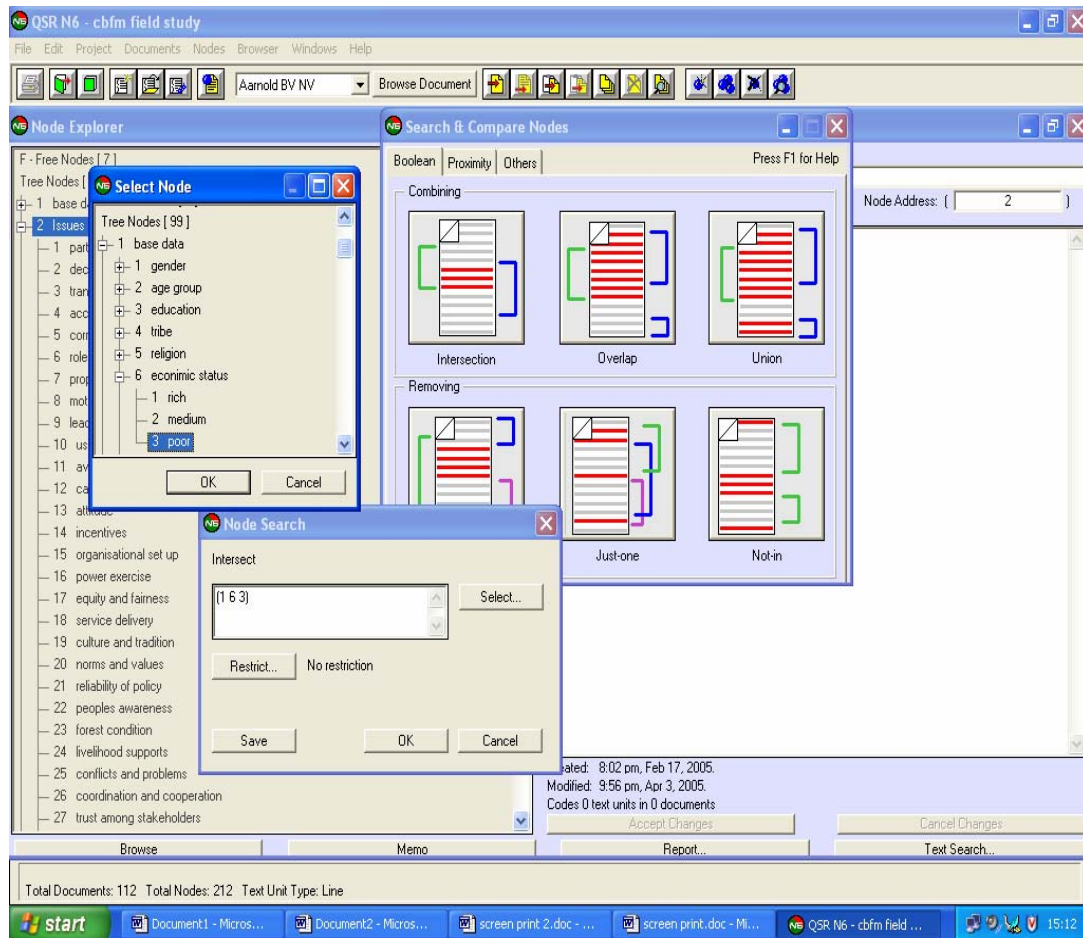 QSR N6 - cbfm field study
File Edit Project Documents Nodes Browser Windows Help
Aarnold BV NV Browse Document
Node Explorer
F - Free Nodes [ 7 ]
Tree Nodes [
1 base d
2 Issues
1 part
2 dec
3 tran
4 acc
5 corr
6 role
7 prop
8 mot
9 lead
10 us
11 av
12 ca
13 attitude
14 incentives
15 organisational set up
16 power exercise
17 equity and fairness
18 service delivery
19 culture and tradition
20 norms and values
21 reliability of policy
22 peoples awareness
23 forest condition
24 livelihood supports
25 conflicts and problems
26 coordination and cooperation
27 trust among stakeholders
Select Node
Tree Nodes [ 99 ]
1 base data
1 gender
2 age group
3 education
4 tribe
5 religion
6 econimic status
1 rich
2 medium
3 poor
OK Cancel
Search & Compare Nodes
Boolean Proximity Others Press F1 for Help
Combining
Intersection Overlap Union
Removing
Just-one Not-in
Node Search
Intersect
(1 6 3) Select...
Restrict... No restriction
Save OK Cancel
Node Address: ( 2 )
eated: 8:02 pm, Feb 17, 2005.
Modified: 9:56 pm, Apr 3, 2005.
Codes 0 text units in 0 documents
Accept Changes Cancel Changes
Browse Memo Report... Text Search...
Total Documents: 112 Total Nodes: 212 Text Unit Type: Line
start Document1 - Micros... Document2 - Micros... screen print 2.doc - ... screen print.doc - Mi... QSR N6 - cbfm field ... 15:12